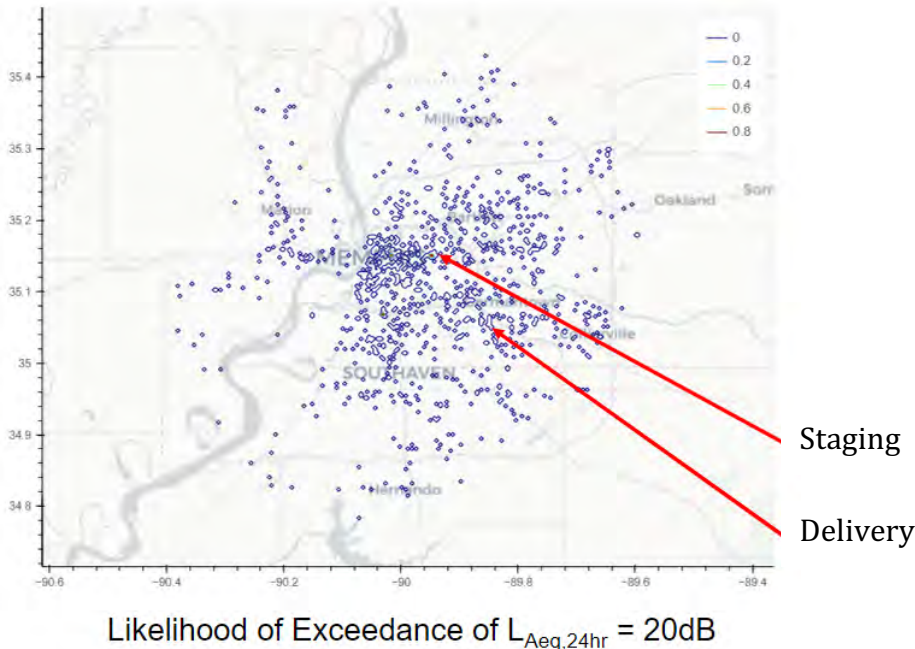 35.4
35.3
35.2
35.1
35
34.9
34.8
−90.6
−90.4
−90.2
−90
−89.8
−89.6
−89.4
0
0.2
0.4
0.6
0.8
Millington
Oakland
Marion
SOUTHAVEN
Hernando
Staging
Delivery
Likelihood of Exceedance of LAeq,24hr = 20dB